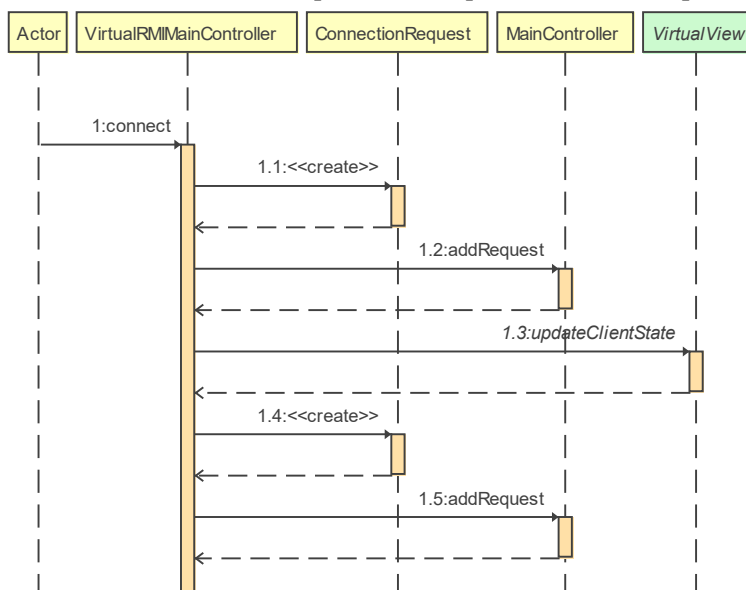 Actor
VirtualRMIMainController
ConnectionRequest
MainController
VirtualView
1:connect
1.1:<<create>>
1.2:addRequest
1.3:updateClientState
1.4:<<create>>
1.5:addRequest